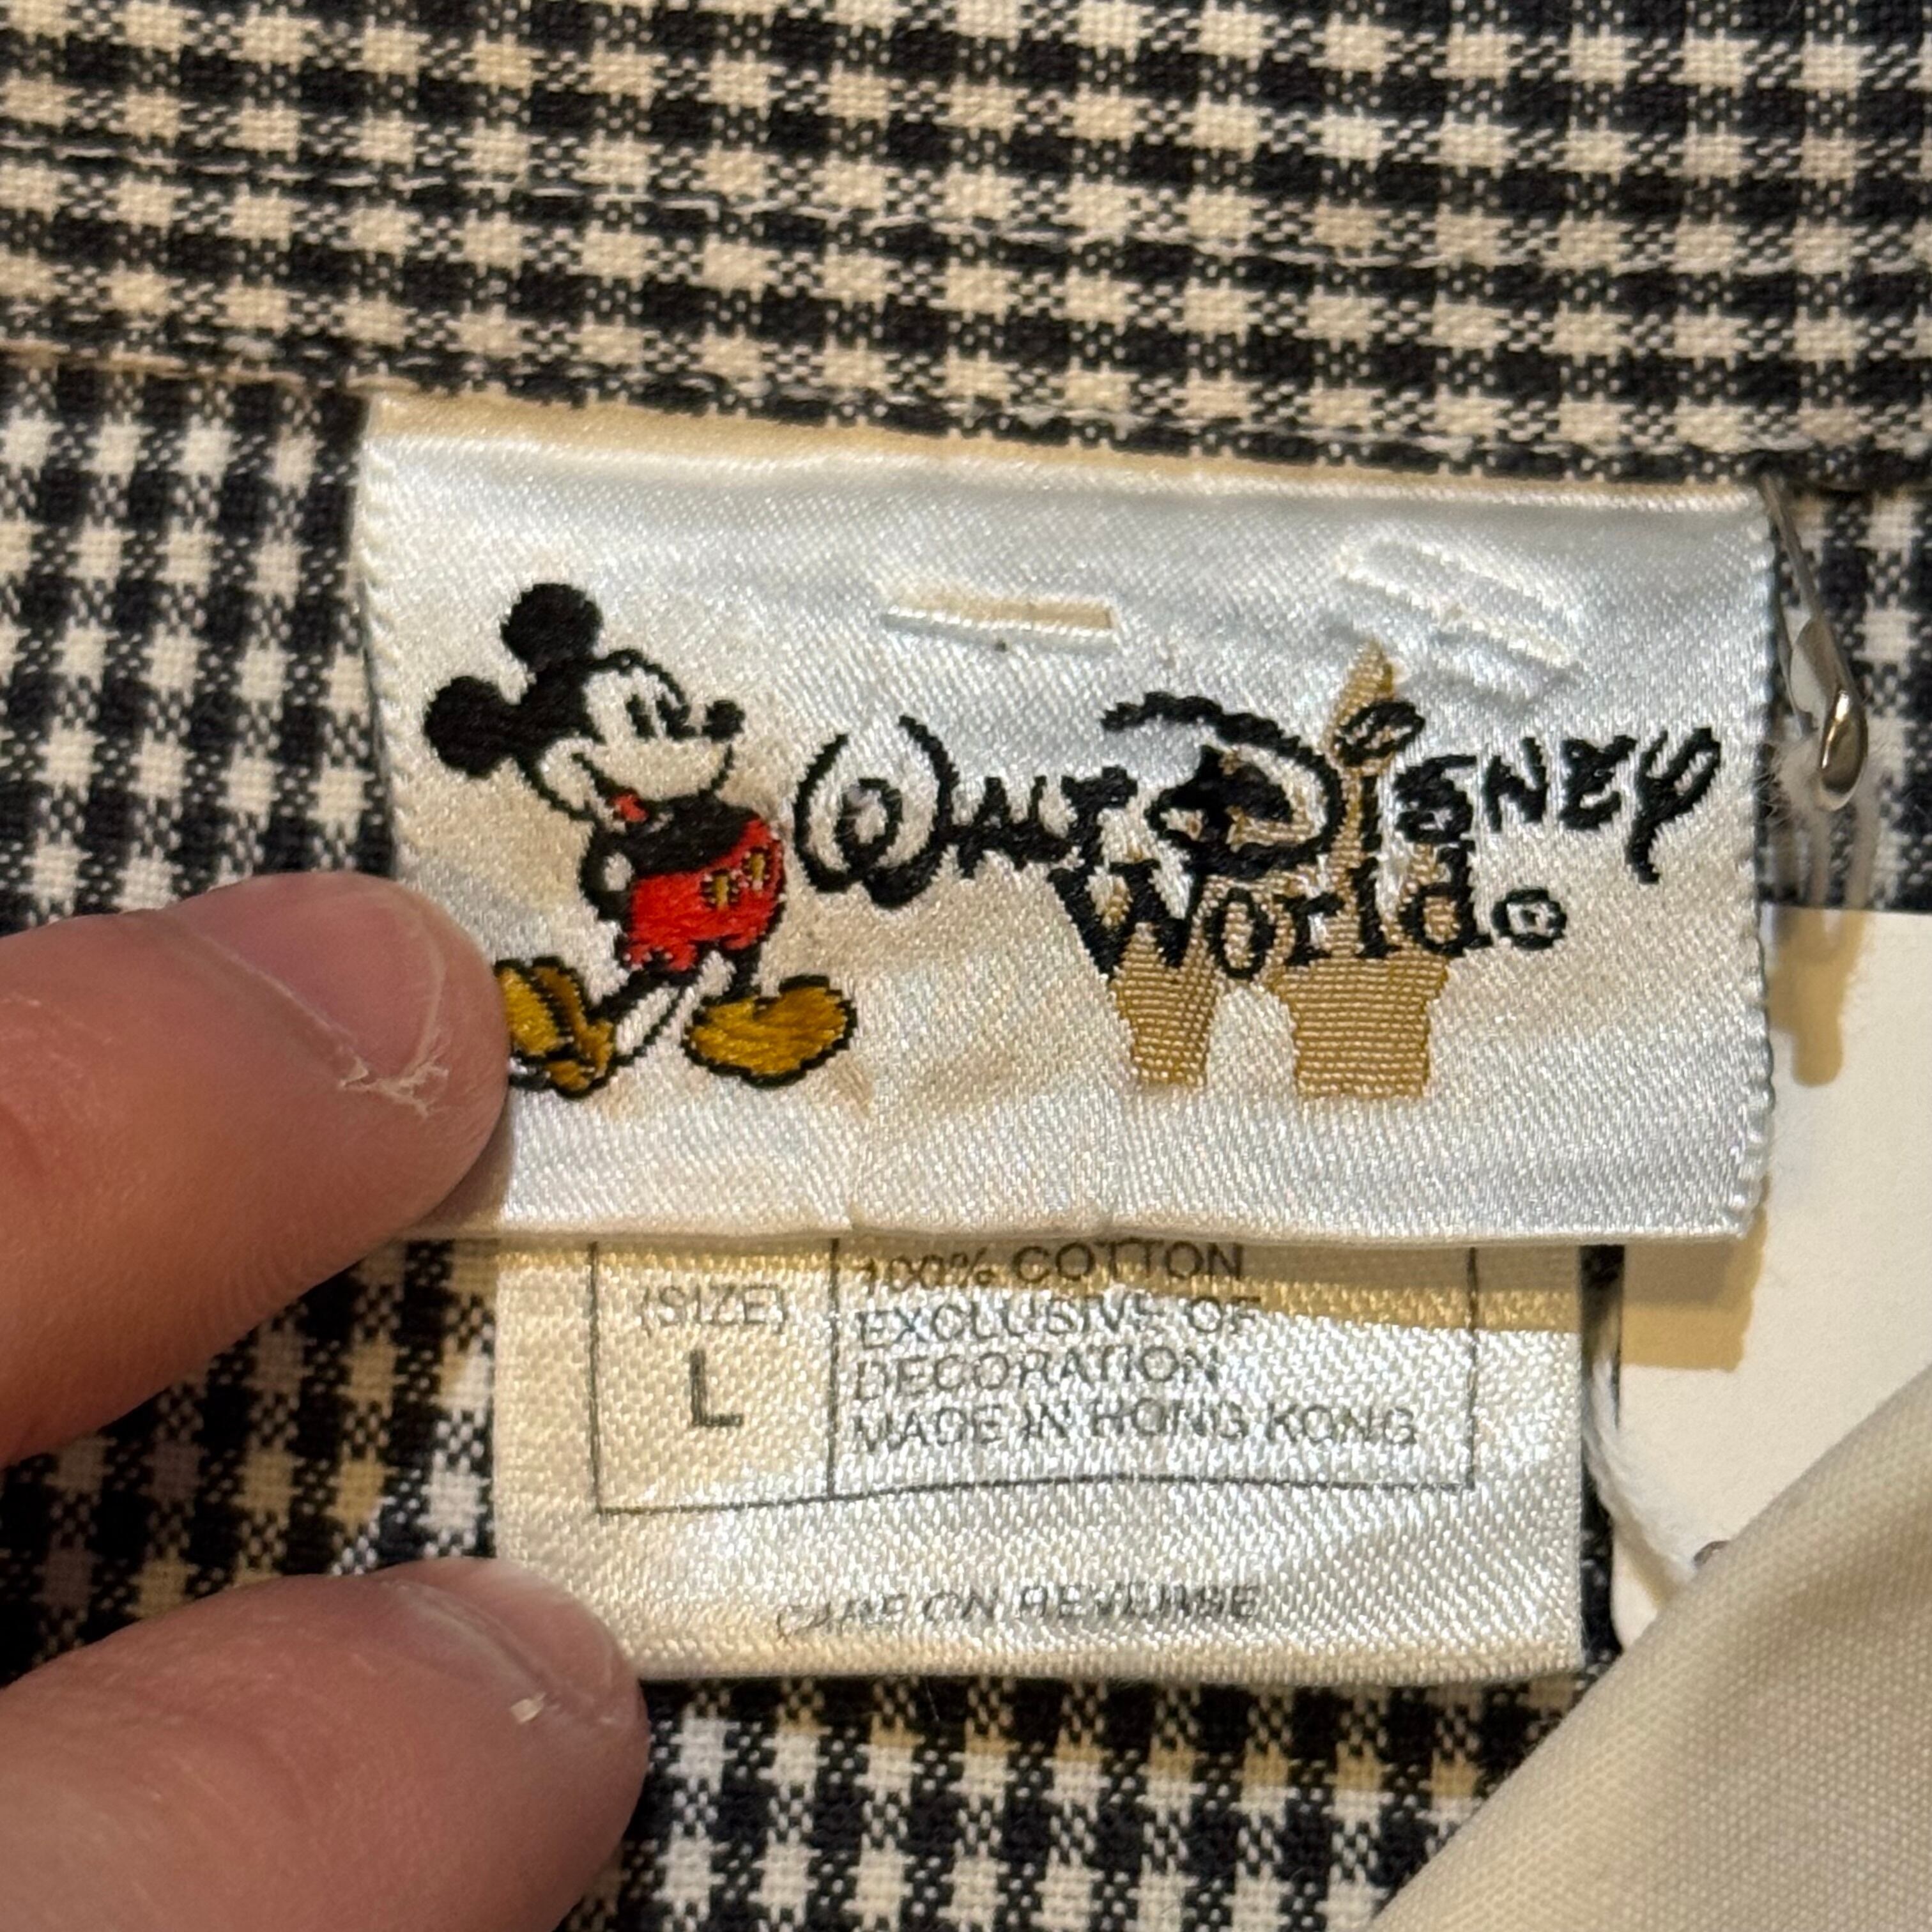 WALT DISNEY
World®
(SIZE)
L
100% COTTON
EXCLUSIVE OF
DECORATION
MADE IN HONG KONG
CARE ON REVERSE